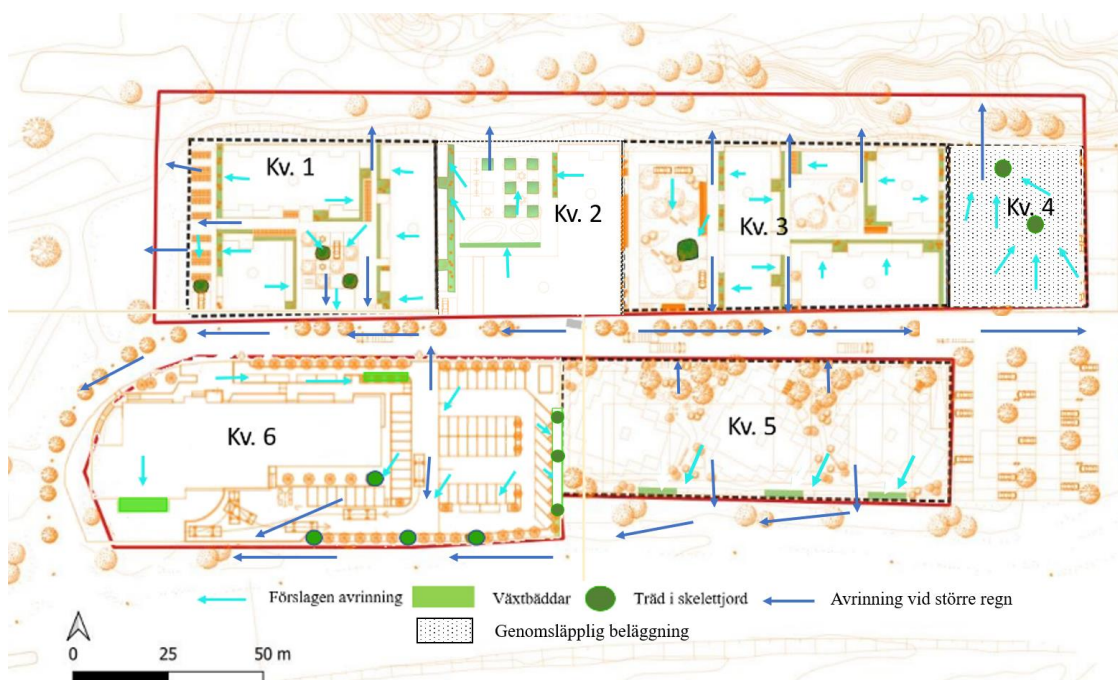 Kv. 1
Kv. 2
Kv. 3
Kv. 4
Kv. 6
Kv. 5
Förslagen avrinning
Växtbäddar
Träd i skelettjord
Avrinning vid större regn
Genomsläpplig beläggning
0 25 50 m